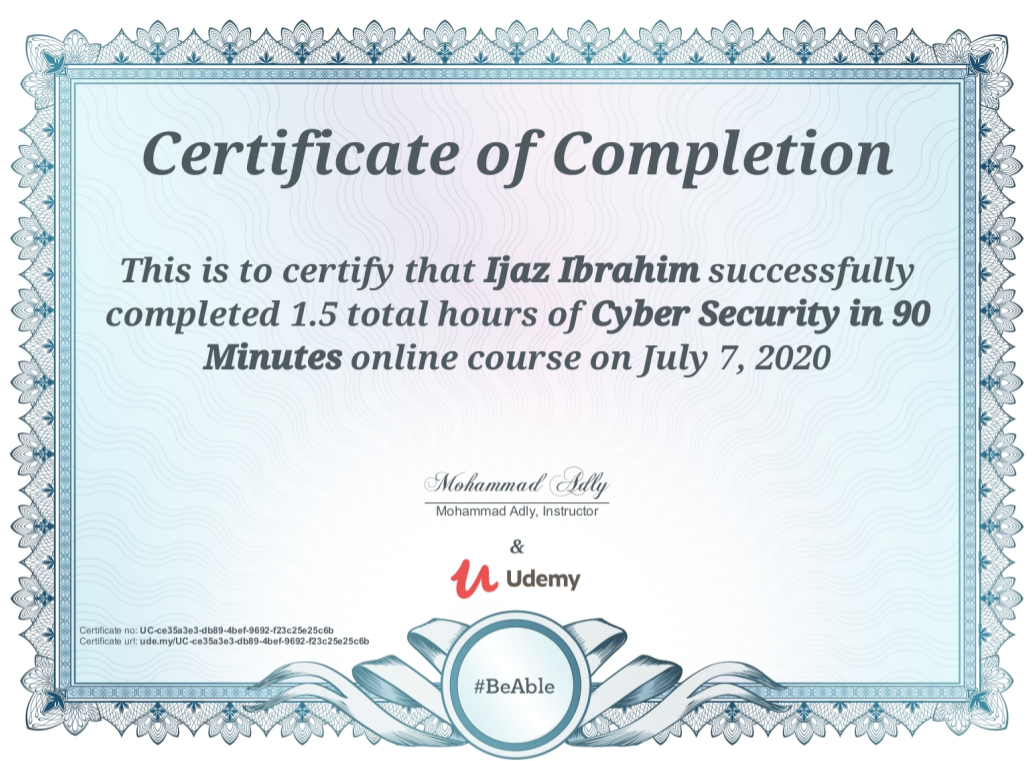 Certificate of Completion
This is to certify that Ijaz Ibrahim successfully
completed 1.5 total hours of Cyber Security in 90
Minutes online course on July 7, 2020
Mohammad Adly
Mohammad Adly, Instructor
&
Udemy
Certificate no: UC-ce35a3e3-db89-4bef-9692-f23c25e25c6b
Certificate url: ude.my/UC-ce35a3e3-db89-4bef-9692-f23c25e25c6b
#BeAble